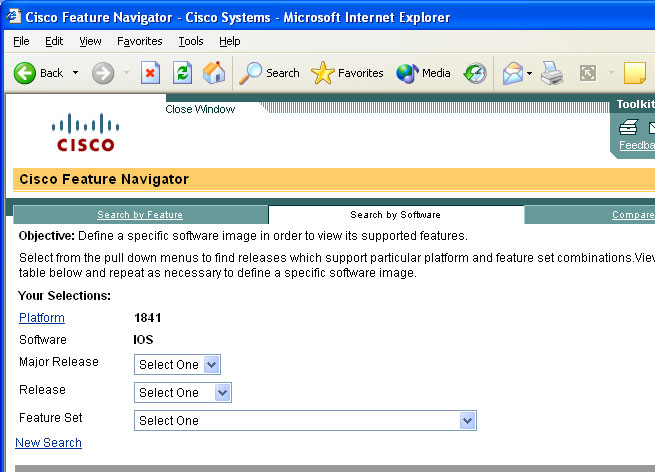 Cisco Feature Navigator - Cisco Systems - Microsoft Internet Explorer
File Edit View Favorites Tools Help
Back Search Favorites Media
Close Window
Toolkit
CISCO
Feedba
Cisco Feature Navigator
Search by Feature Search by Software Compare
Objective: Define a specific software image in order to view its supported features.
Select from the pull down menus to find releases which support particular platform and feature set combinations.View
table below and repeat as necessary to define a specific software image.
Your Selections:
Platform 1841
Software IOS
Major Release Select One
Release Select One
Feature Set Select One
New Search